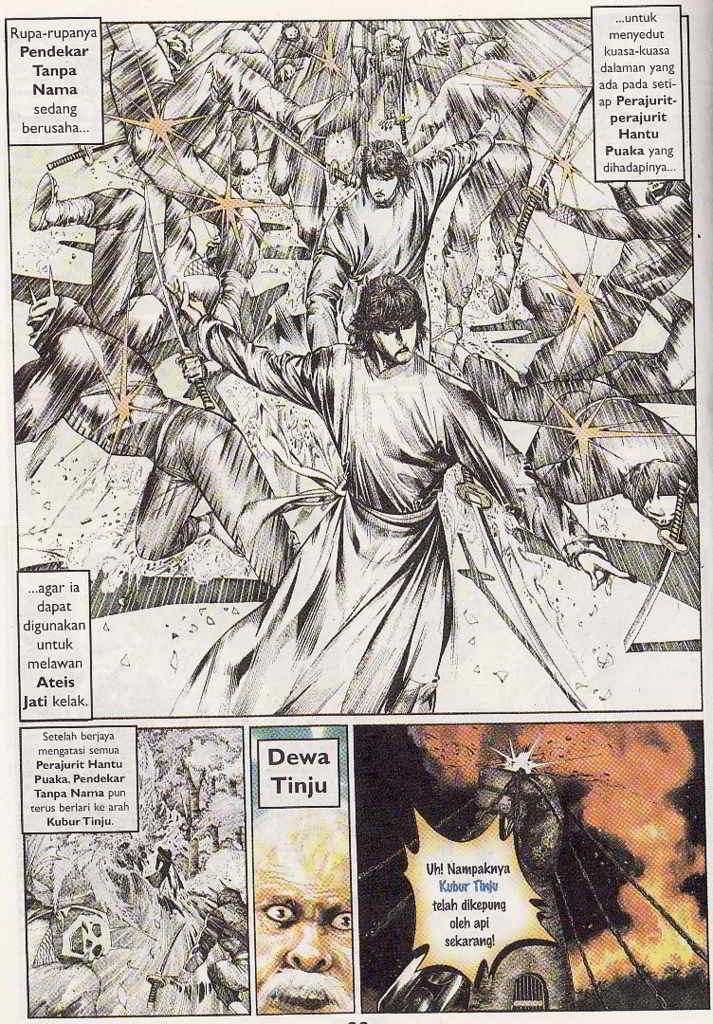 Rupa-rupanya
Pendekar
Tanpa
Nama
sedang
berusaha...
...untuk
menyedut
kuasa-kuasa
dalaman yang
ada pada seti-
ap Perajurit-
perajurit
Hantu
Puaka yang
dihadapinya...
...agar ia
dapat
digunakan
untuk
melawan
Ateis
Jati kelak.
Setelah berjaya
mengatasi semua
Perajurit Hantu
Puaka, Pendekar
Tanpa Nama pun
terus berlari ke arah
Kubur Tinju.
Dewa
Tinju
Uh! Nampaknya
Kubur Tinju
telah dikepung
oleh api
sekarang!